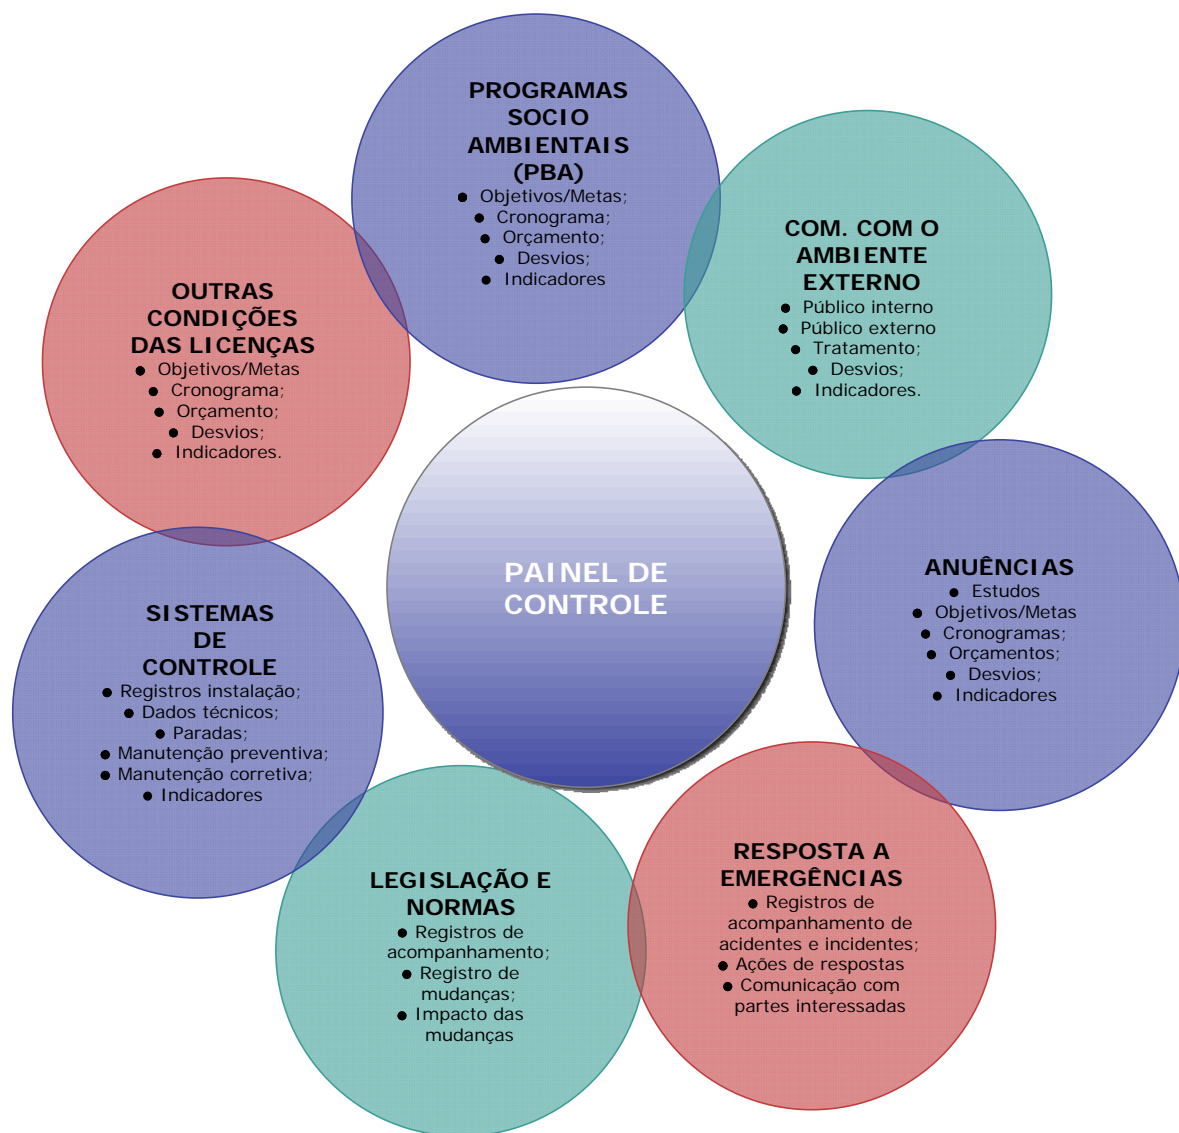 PROGRAMAS
SOCIO
AMBIENTAIS
(PBA)
● Objetivos/Metas;
● Cronograma;
● Orçamento;
● Desvios;
● Indicadores
COM. COM O
AMBIENTE
EXTERNO
● Público interno
● Público externo
● Tratamento;
● Desvios;
● Indicadores.
OUTRAS
CONDIÇÕES
DAS LICENÇAS
● Objetivos/Metas
● Cronograma;
● Orçamento;
● Desvios;
● Indicadores.
PAINEL DE
CONTROLE
ANUÊNCIAS
● Estudos
● Objetivos/Metas
● Cronogramas;
● Orçamentos;
● Desvios;
● Indicadores
SISTEMAS
DE
CONTROLE
● Registros instalação;
● Dados técnicos;
● Paradas;
● Manutenção preventiva;
● Manutenção corretiva;
● Indicadores
RESPOSTA A
EMERGÊNCIAS
● Registros de
acompanhamento de
acidentes e incidentes;
● Ações de respostas
● Comunicação com
partes interessadas
LEGISLAÇÃO E
NORMAS
● Registros de
acompanhamento;
● Registro de
mudanças;
● Impacto das
mudanças